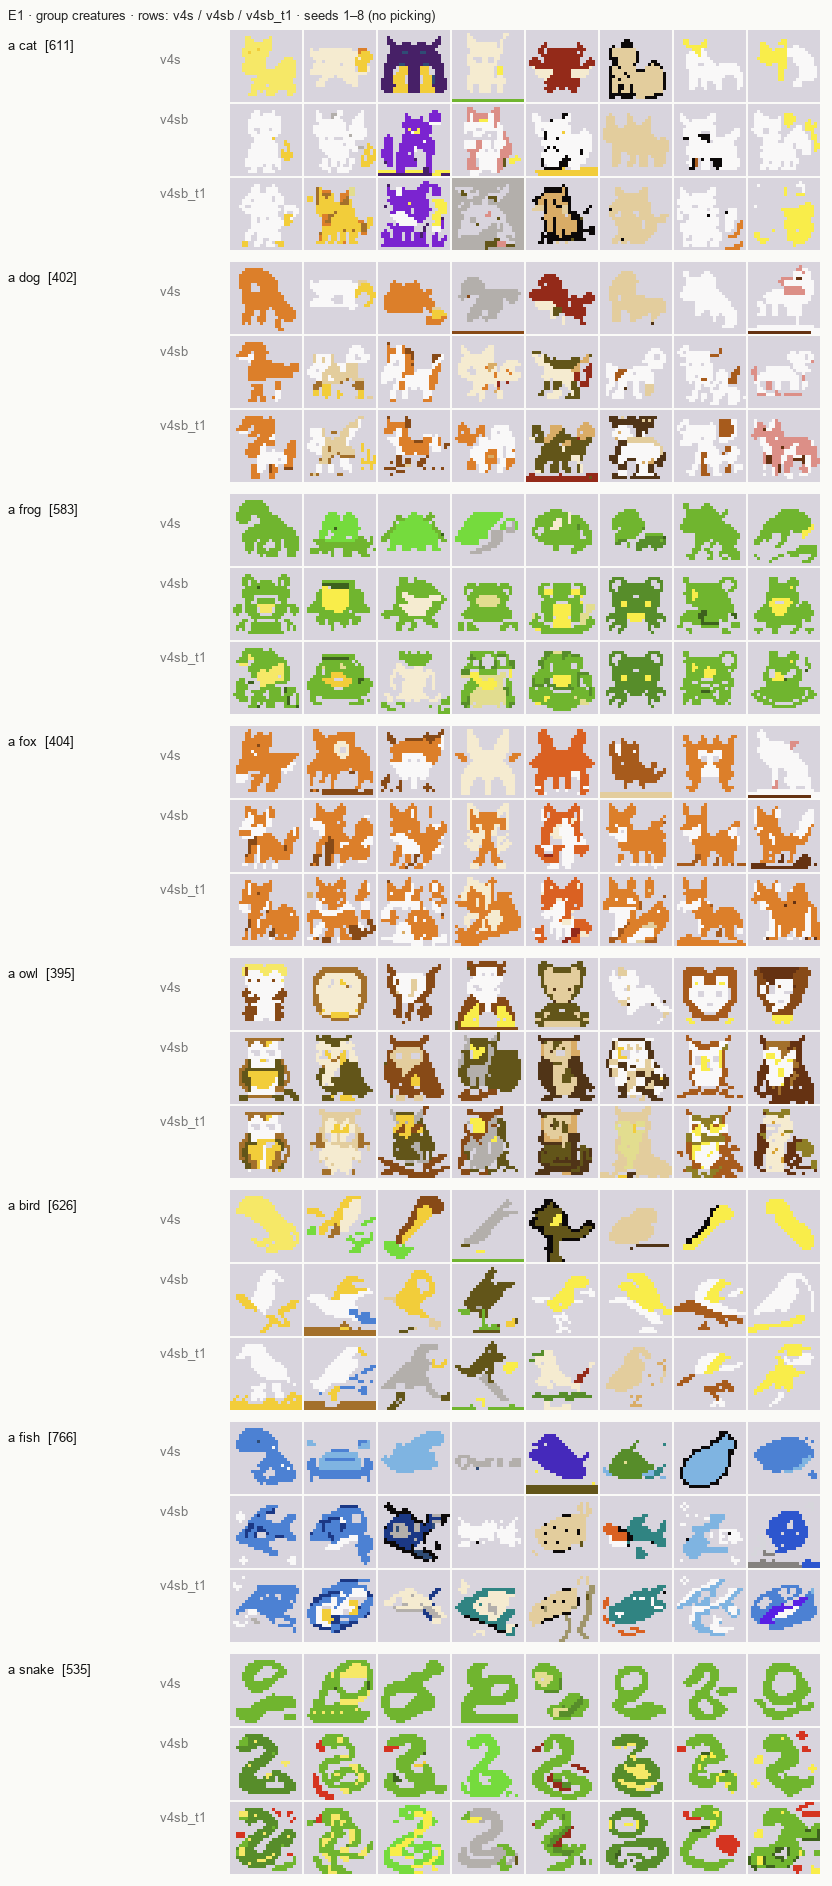 E1 · group creatures · rows: v4s / v4sb / v4sb_t1 · seeds 1–8 (no picking)
a cat [611]
v4s
v4sb
v4sb_t1
a dog [402]
v4s
v4sb
v4sb_t1
a frog [583]
v4s
v4sb
v4sb_t1
a fox [404]
v4s
v4sb
v4sb_t1
a owl [395]
v4s
v4sb
v4sb_t1
a bird [626]
v4s
v4sb
v4sb_t1
a fish [766]
v4s
v4sb
v4sb_t1
a snake [535]
v4s
v4sb
v4sb_t1